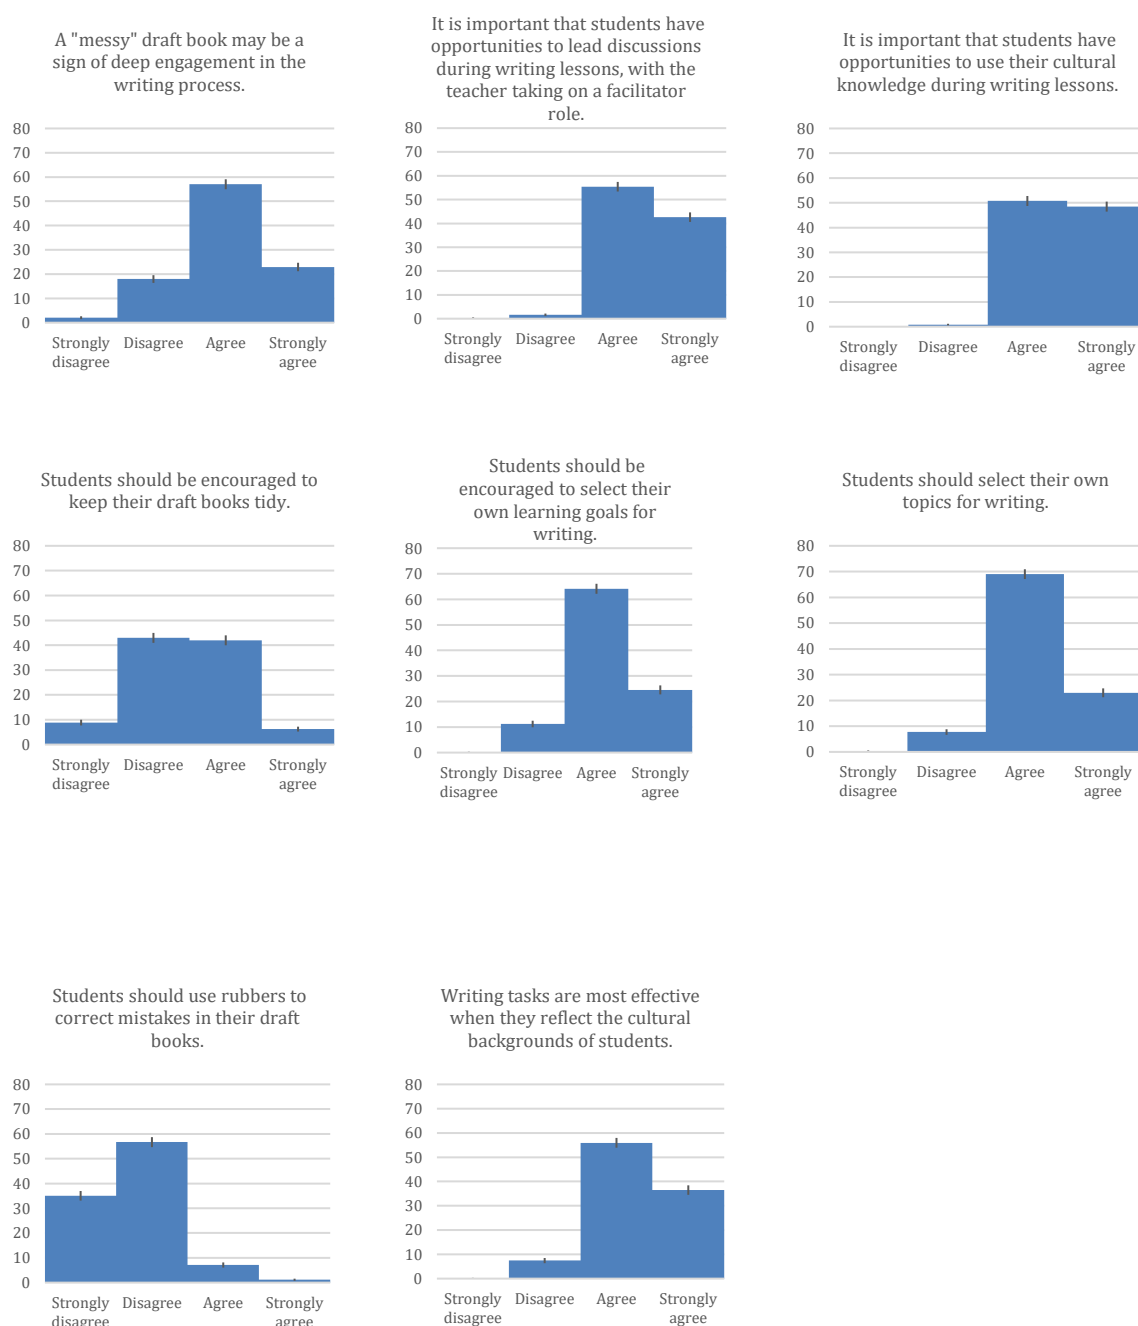 A "messy" draft book may be a
sign of deep engagement in the
writing process.
80
70
60
50
40
30
20
10
0
Strongly disagree
Disagree
Agree
Strongly agree
It is important that students have
opportunities to lead discussions
during writing lessons, with the
teacher taking on a facilitator
role.
80
70
60
50
40
30
20
10
0
Strongly disagree
Disagree
Agree
Strongly agree
It is important that students have
opportunities to use their cultural
knowledge during writing lessons.
80
70
60
50
40
30
20
10
0
Strongly disagree
Disagree
Agree
Strongly agree
Students should be encouraged to
keep their draft books tidy.
80
70
60
50
40
30
20
10
0
Strongly disagree
Disagree
Agree
Strongly agree
Students should be
encouraged to select their
own learning goals for
writing.
80
70
60
50
40
30
20
10
0
Strongly disagree
Disagree
Agree
Strongly agree
Students should select their own
topics for writing.
80
70
60
50
40
30
20
10
0
Strongly disagree
Disagree
Agree
Strongly agree
Students should use rubbers to
correct mistakes in their draft
books.
80
70
60
50
40
30
20
10
0
Strongly disagree
Disagree
Agree
Strongly agree
Writing tasks are most effective
when they reflect the cultural
backgrounds of students.
80
70
60
50
40
30
20
10
0
Strongly disagree
Disagree
Agree
Strongly agree